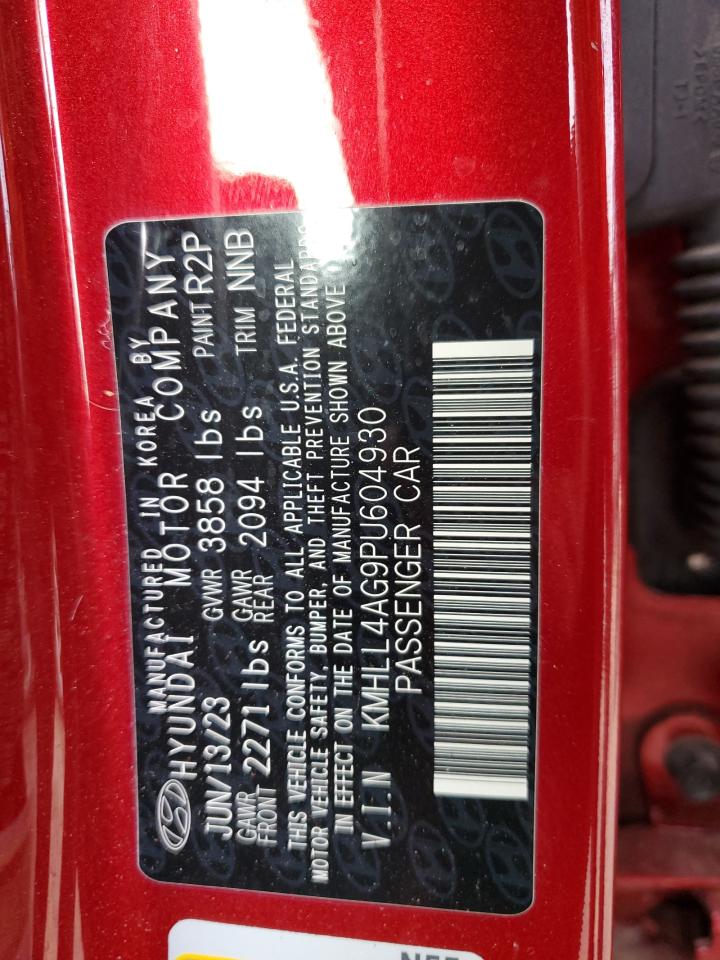 MANUFACTURED IN KOREA BY
HYUNDAI MOTOR COMPANY
JUN/13/23 GVWR 3858 lbs PAINT R2P
GAWR FRONT 2271 lbs GAWR REAR 2094 lbs TRIM NNB
THIS VEHICLE CONFORMS TO ALL APPLICABLE U.S.A. FEDERAL
MOTOR VEHICLE SAFETY, BUMPER, AND THEFT PREVENTION STANDARDS
IN EFFECT ON THE DATE OF MANUFACTURE SHOWN ABOVE
V.I.N KMHLL4AG9PU604930
PASSENGER CAR